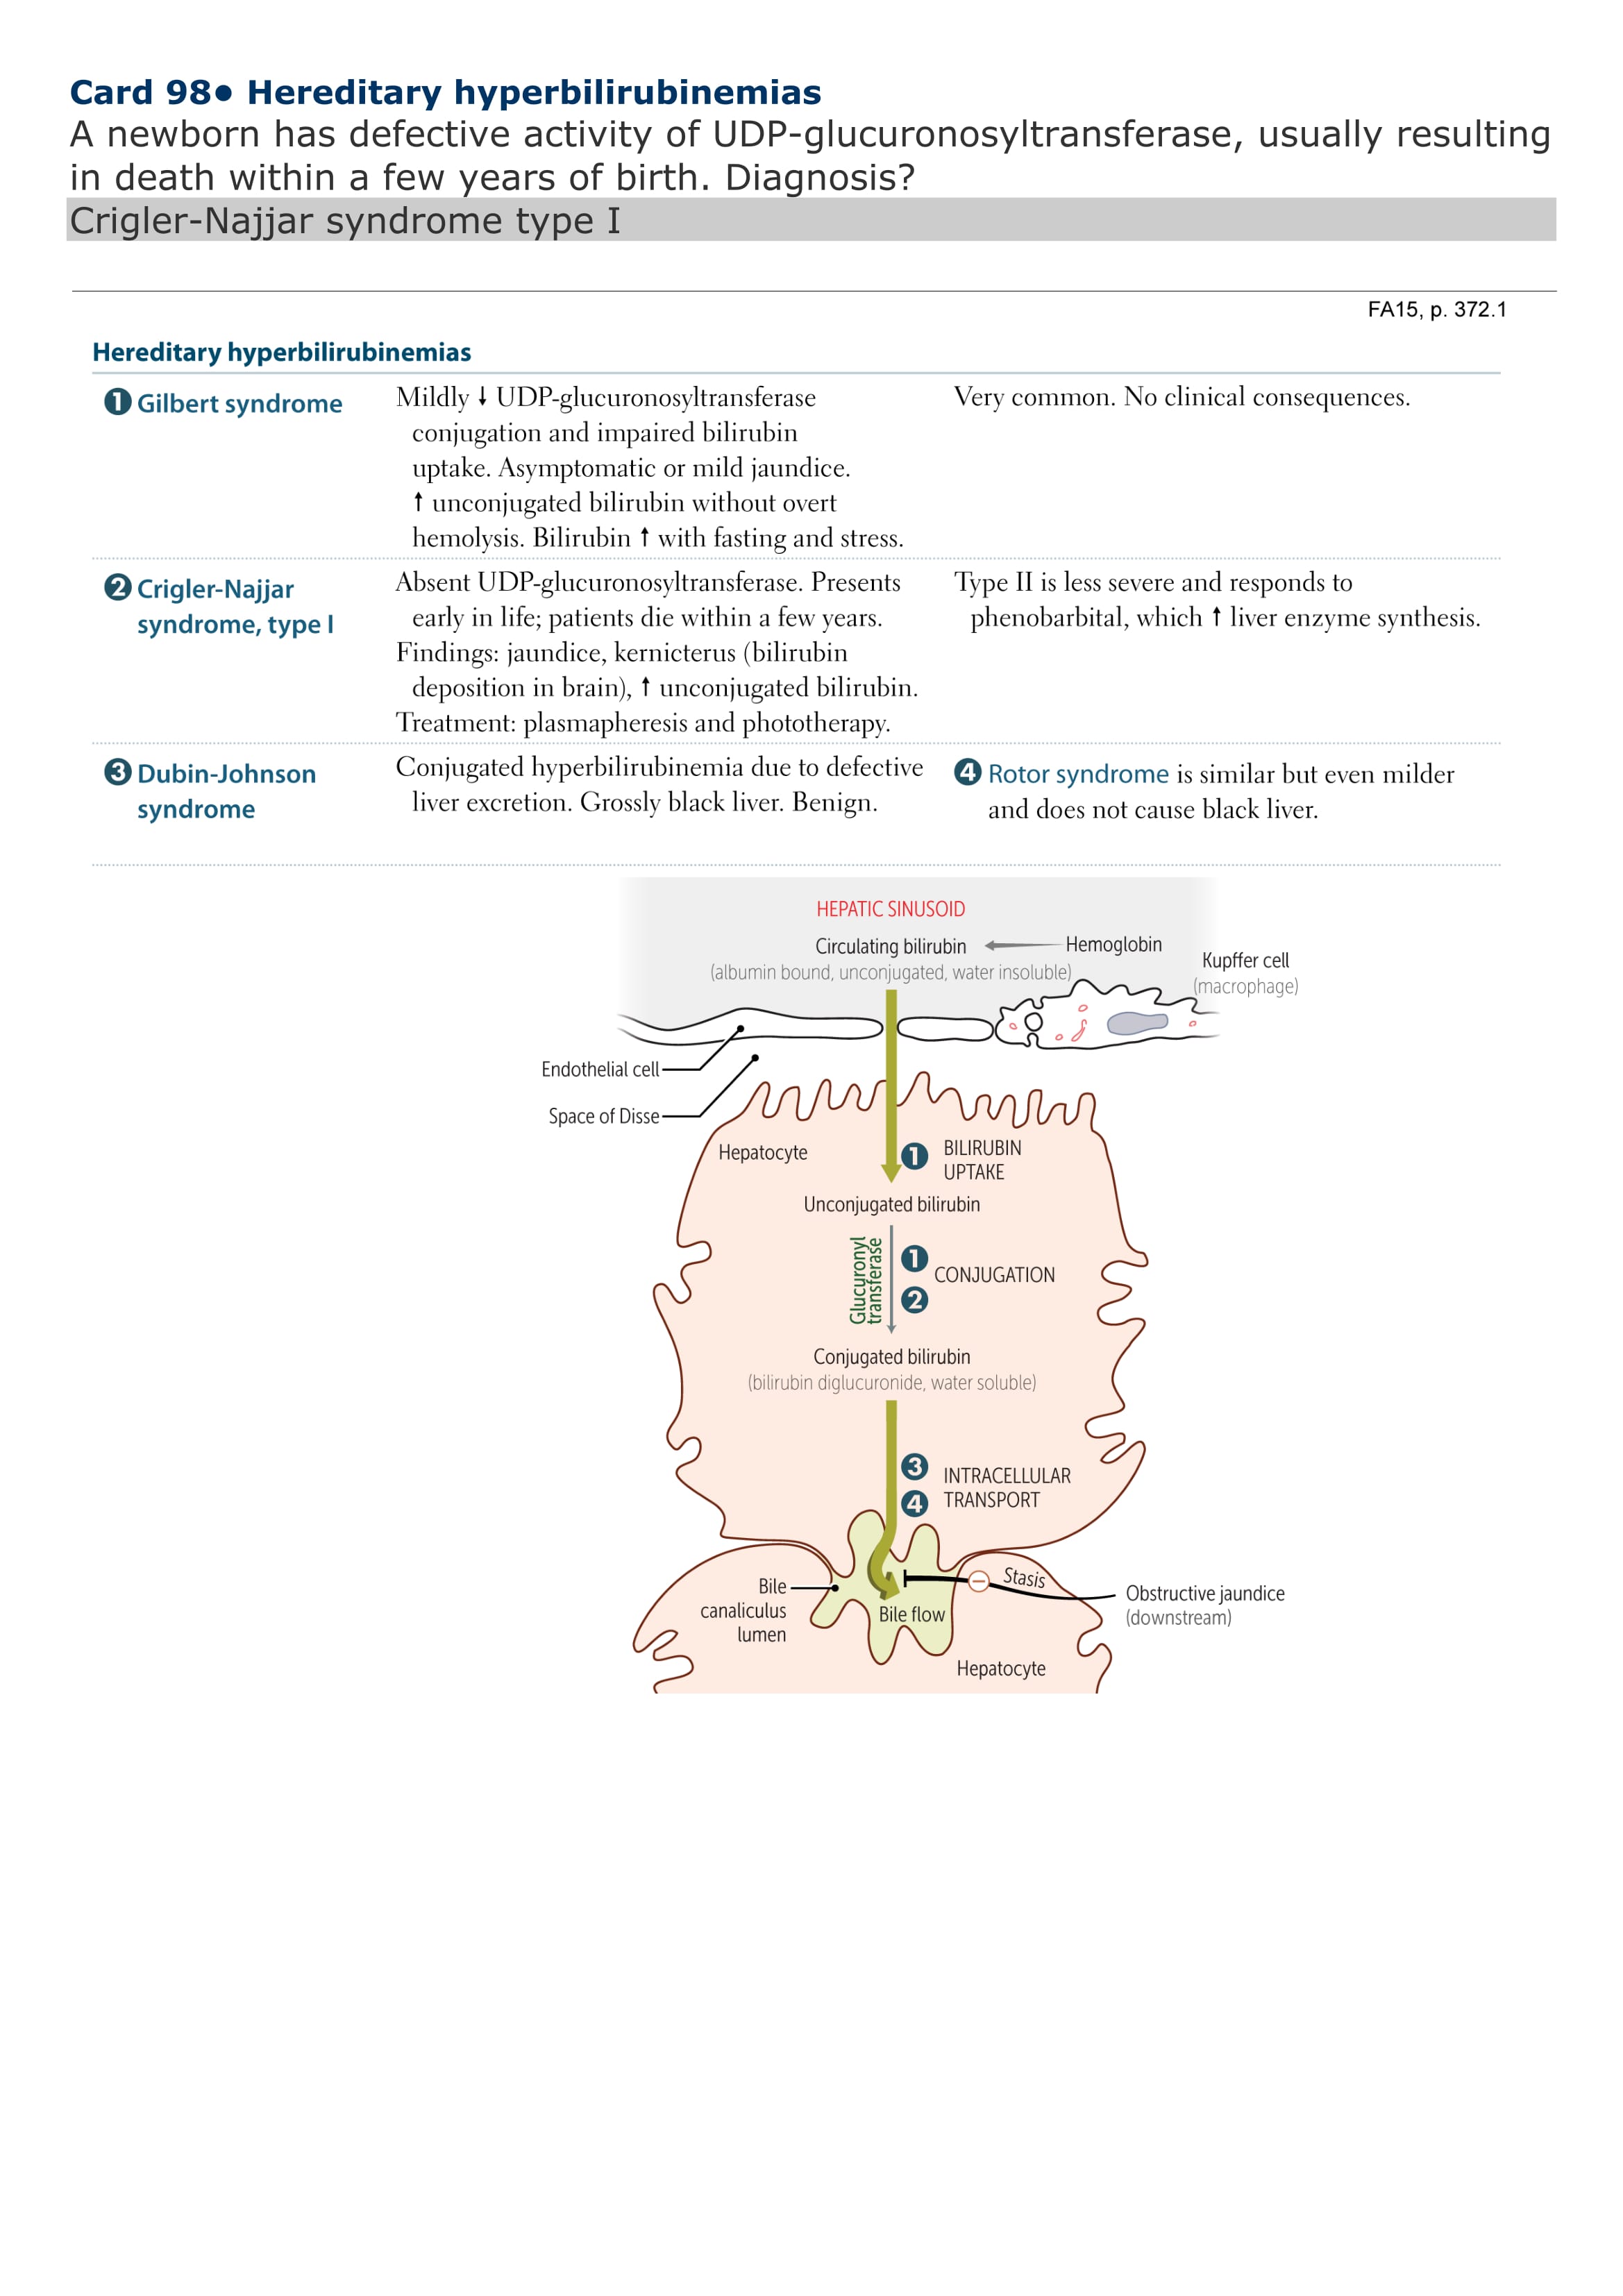 Card 98● Hereditary hyperbilirubinemias
A newborn has defective activity of UDP-glucuronosyltransferase, usually resulting
in death within a few years of birth. Diagnosis?
Crigler-Najjar syndrome type I
FA15, p. 372.1
Hereditary hyperbilirubinemias
❶ Gilbert syndrome
Mildly ↓ UDP-glucuronosyltransferase
conjugation and impaired bilirubin
uptake. Asymptomatic or mild jaundice.
↑ unconjugated bilirubin without overt
hemolysis. Bilirubin ↑ with fasting and stress.
Very common. No clinical consequences.
❷ Crigler-Najjar
syndrome, type I
Absent UDP-glucuronosyltransferase. Presents
early in life; patients die within a few years.
Findings: jaundice, kernicterus (bilirubin
deposition in brain), ↑ unconjugated bilirubin.
Treatment: plasmapheresis and phototherapy.
Type II is less severe and responds to
phenobarbital, which ↑ liver enzyme synthesis.
❸ Dubin-Johnson
syndrome
Conjugated hyperbilirubinemia due to defective
liver excretion. Grossly black liver. Benign.
❹ Rotor syndrome is similar but even milder
and does not cause black liver.
HEPATIC SINUSOID
Circulating bilirubin
Hemoglobin
(albumin bound, unconjugated, water insoluble)
Kupffer cell
(macrophage)
Endothelial cell
Space of Disse
Hepatocyte
❶ BILIRUBIN
UPTAKE
Unconjugated bilirubin
Glucuronyl
transferase
❶
❷
CONJUGATION
Conjugated bilirubin
(bilirubin diglucuronide, water soluble)
❸
❹
INTRACELLULAR
TRANSPORT
Stasis
Obstructive jaundice
(downstream)
Bile
canaliculus
lumen
Bile flow
Hepatocyte